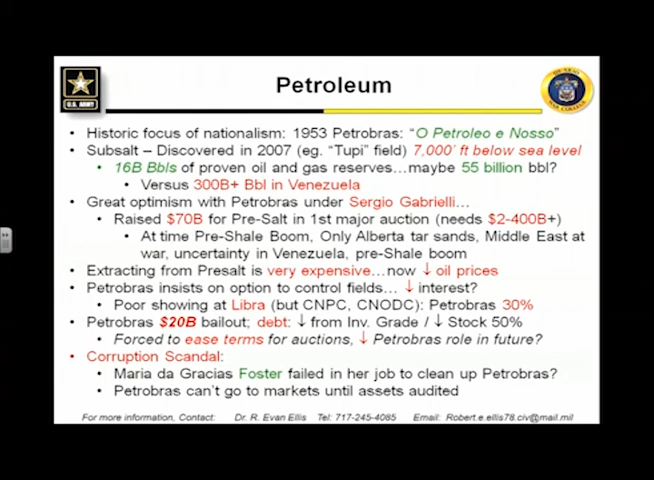 Petroleum
U.S. ARMY
• Historic focus of nationalism: 1953 Petrobras: “O Petroleo e Nosso”
• Subsalt – Discovered in 2007 (eg. “Tupi” field) 7,000’ ft below sea level
• 16B Bbls of proven oil and gas reserves…maybe 55 billion bbl?
• Versus 300B+ Bbl in Venezuela
• Great optimism with Petrobras under Sergio Gabrielli…
• Raised $70B for Pre-Salt in 1st major auction (needs $2-400B+)
• At time Pre-Shale Boom, Only Alberta tar sands, Middle East at
war, uncertainty in Venezuela, pre-Shale boom
• Extracting from Presalt is very expensive…now ↓ oil prices
• Petrobras insists on option to control fields… ↓ interest?
• Poor showing at Libra (but CNPC, CNODC): Petrobras 30%
• Petrobras $20B bailout; debt: ↓ from Inv. Grade / ↓ Stock 50%
• Forced to ease terms for auctions, ↓ Petrobras role in future?
• Corruption Scandal:
• Maria da Gracias Foster failed in her job to clean up Petrobras?
• Petrobras can’t go to markets until assets audited
For more information, Contact: Dr. R. Evan Ellis Tel: 717-245-4085 Email: Robert.e.ellis78.civ@mail.mil